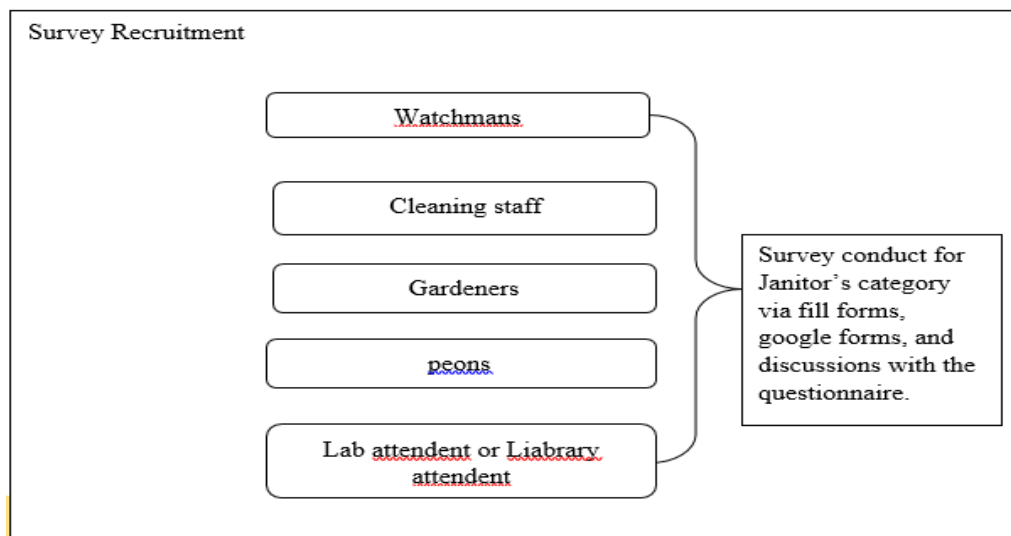 Survey Recruitment
Watchmans
Cleaning staff
Gardeners
peons
Lab attendent or Liabrary
attendent
Survey conduct for
Janitor’s category
via fill forms,
google forms, and
discussions with the
questionnaire.